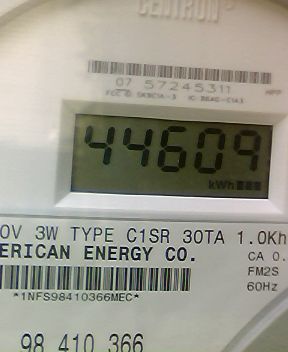 CENTRON
07 57245311
44609
kWh
0V 3W TYPE C1SR 30TA 1.0Kh
ERICAN ENERGY CO.
CA 0.
FM2S
60Hz
*1NFS98410366MEC*
98 410 366